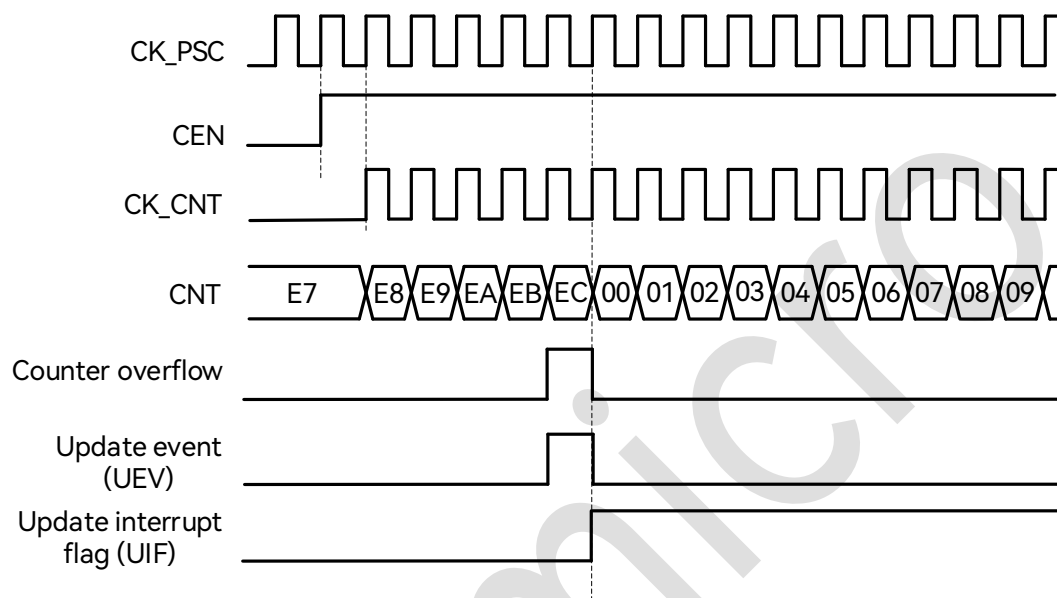 CK_PSC
CEN
CK_CNT
CNT E7 E8 E9 EA EB EC 00 01 02 03 04 05 06 07 08 09
Counter overflow
Update event
(UEV)
Update interrupt
flag (UIF)
micro